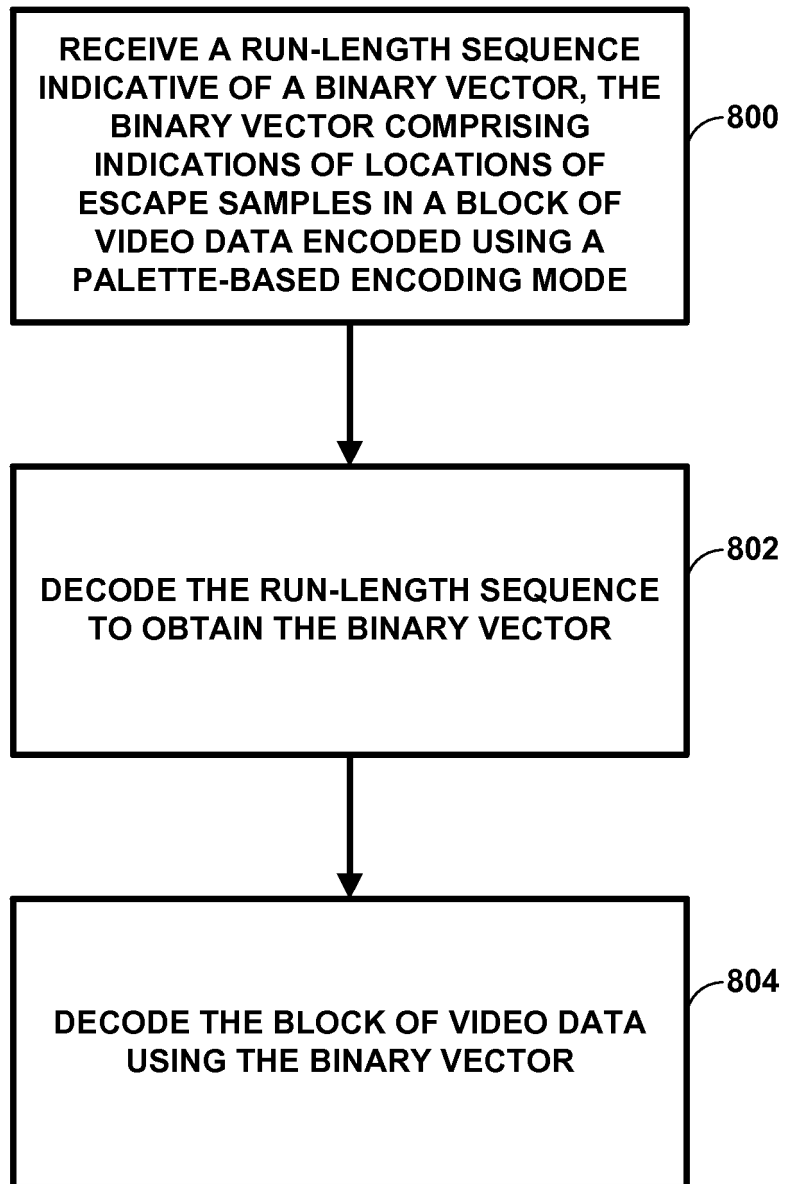 RECEIVE A RUN-LENGTH SEQUENCE
INDICATIVE OF A BINARY VECTOR, THE
BINARY VECTOR COMPRISING
INDICATIONS OF LOCATIONS OF
ESCAPE SAMPLES IN A BLOCK OF
VIDEO DATA ENCODED USING A
PALETTE-BASED ENCODING MODE
800
DECODE THE RUN-LENGTH SEQUENCE
TO OBTAIN THE BINARY VECTOR
802
DECODE THE BLOCK OF VIDEO DATA
USING THE BINARY VECTOR
804